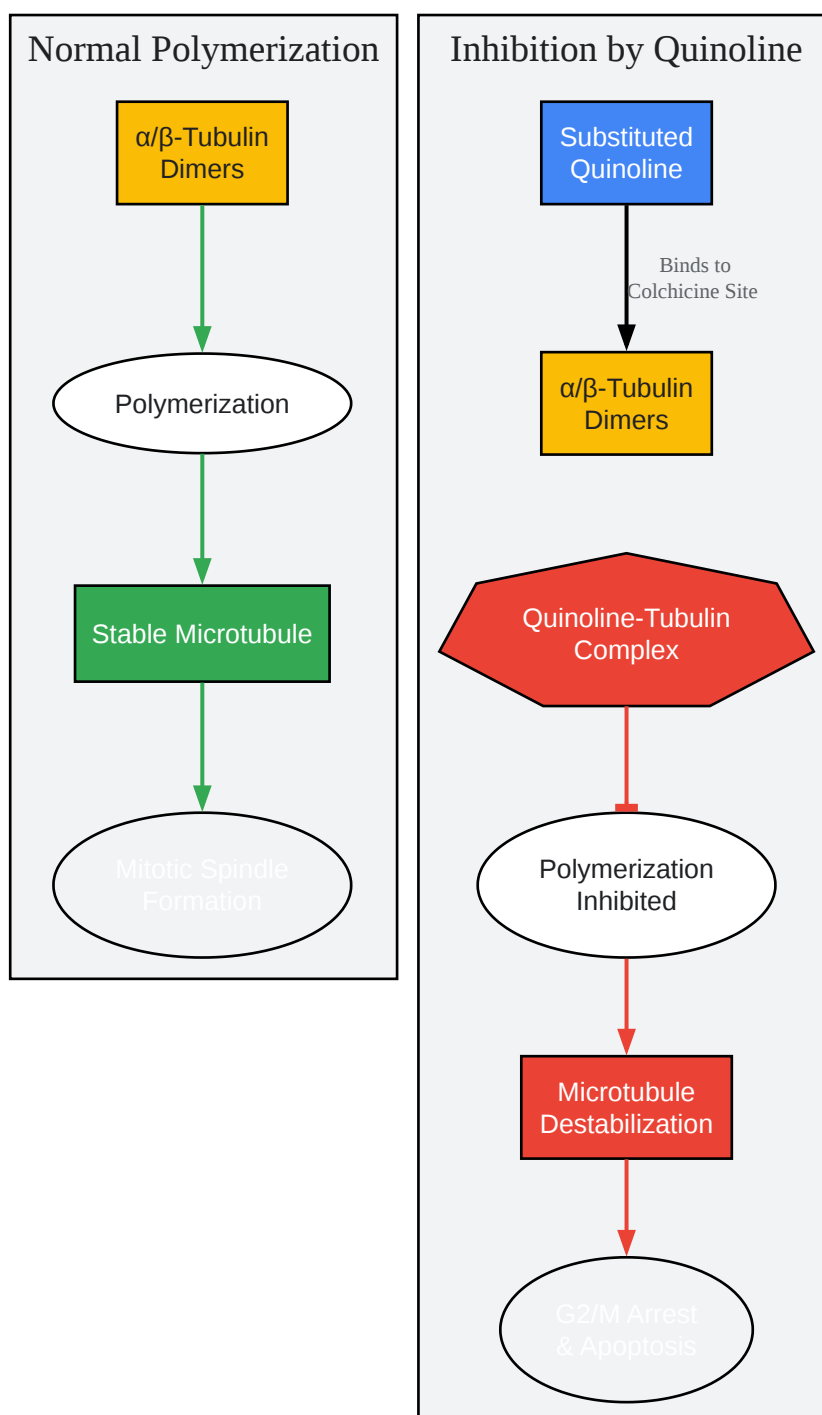 Normal Polymerization
α/β-Tubulin
Dimers
Polymerization
Stable Microtubule
Mitotic Spindle
Formation
Inhibition by Quinoline
Substituted
Quinoline
Binds to
Colchicine Site
α/β-Tubulin
Dimers
Quinoline-Tubulin
Complex
Polymerization
Inhibited
Microtubule
Destabilization
G2/M Arrest
& Apoptosis